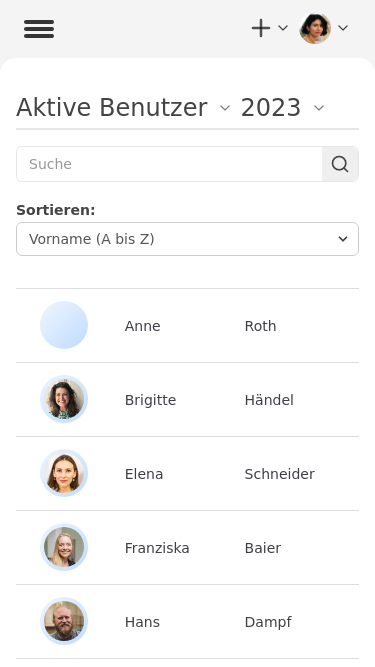 Aktive Benutzer 2023
Suche
Sortieren:
Vorname (A bis Z)
Anne Roth
Brigitte Händel
Elena Schneider
Franziska Baier
Hans Dampf